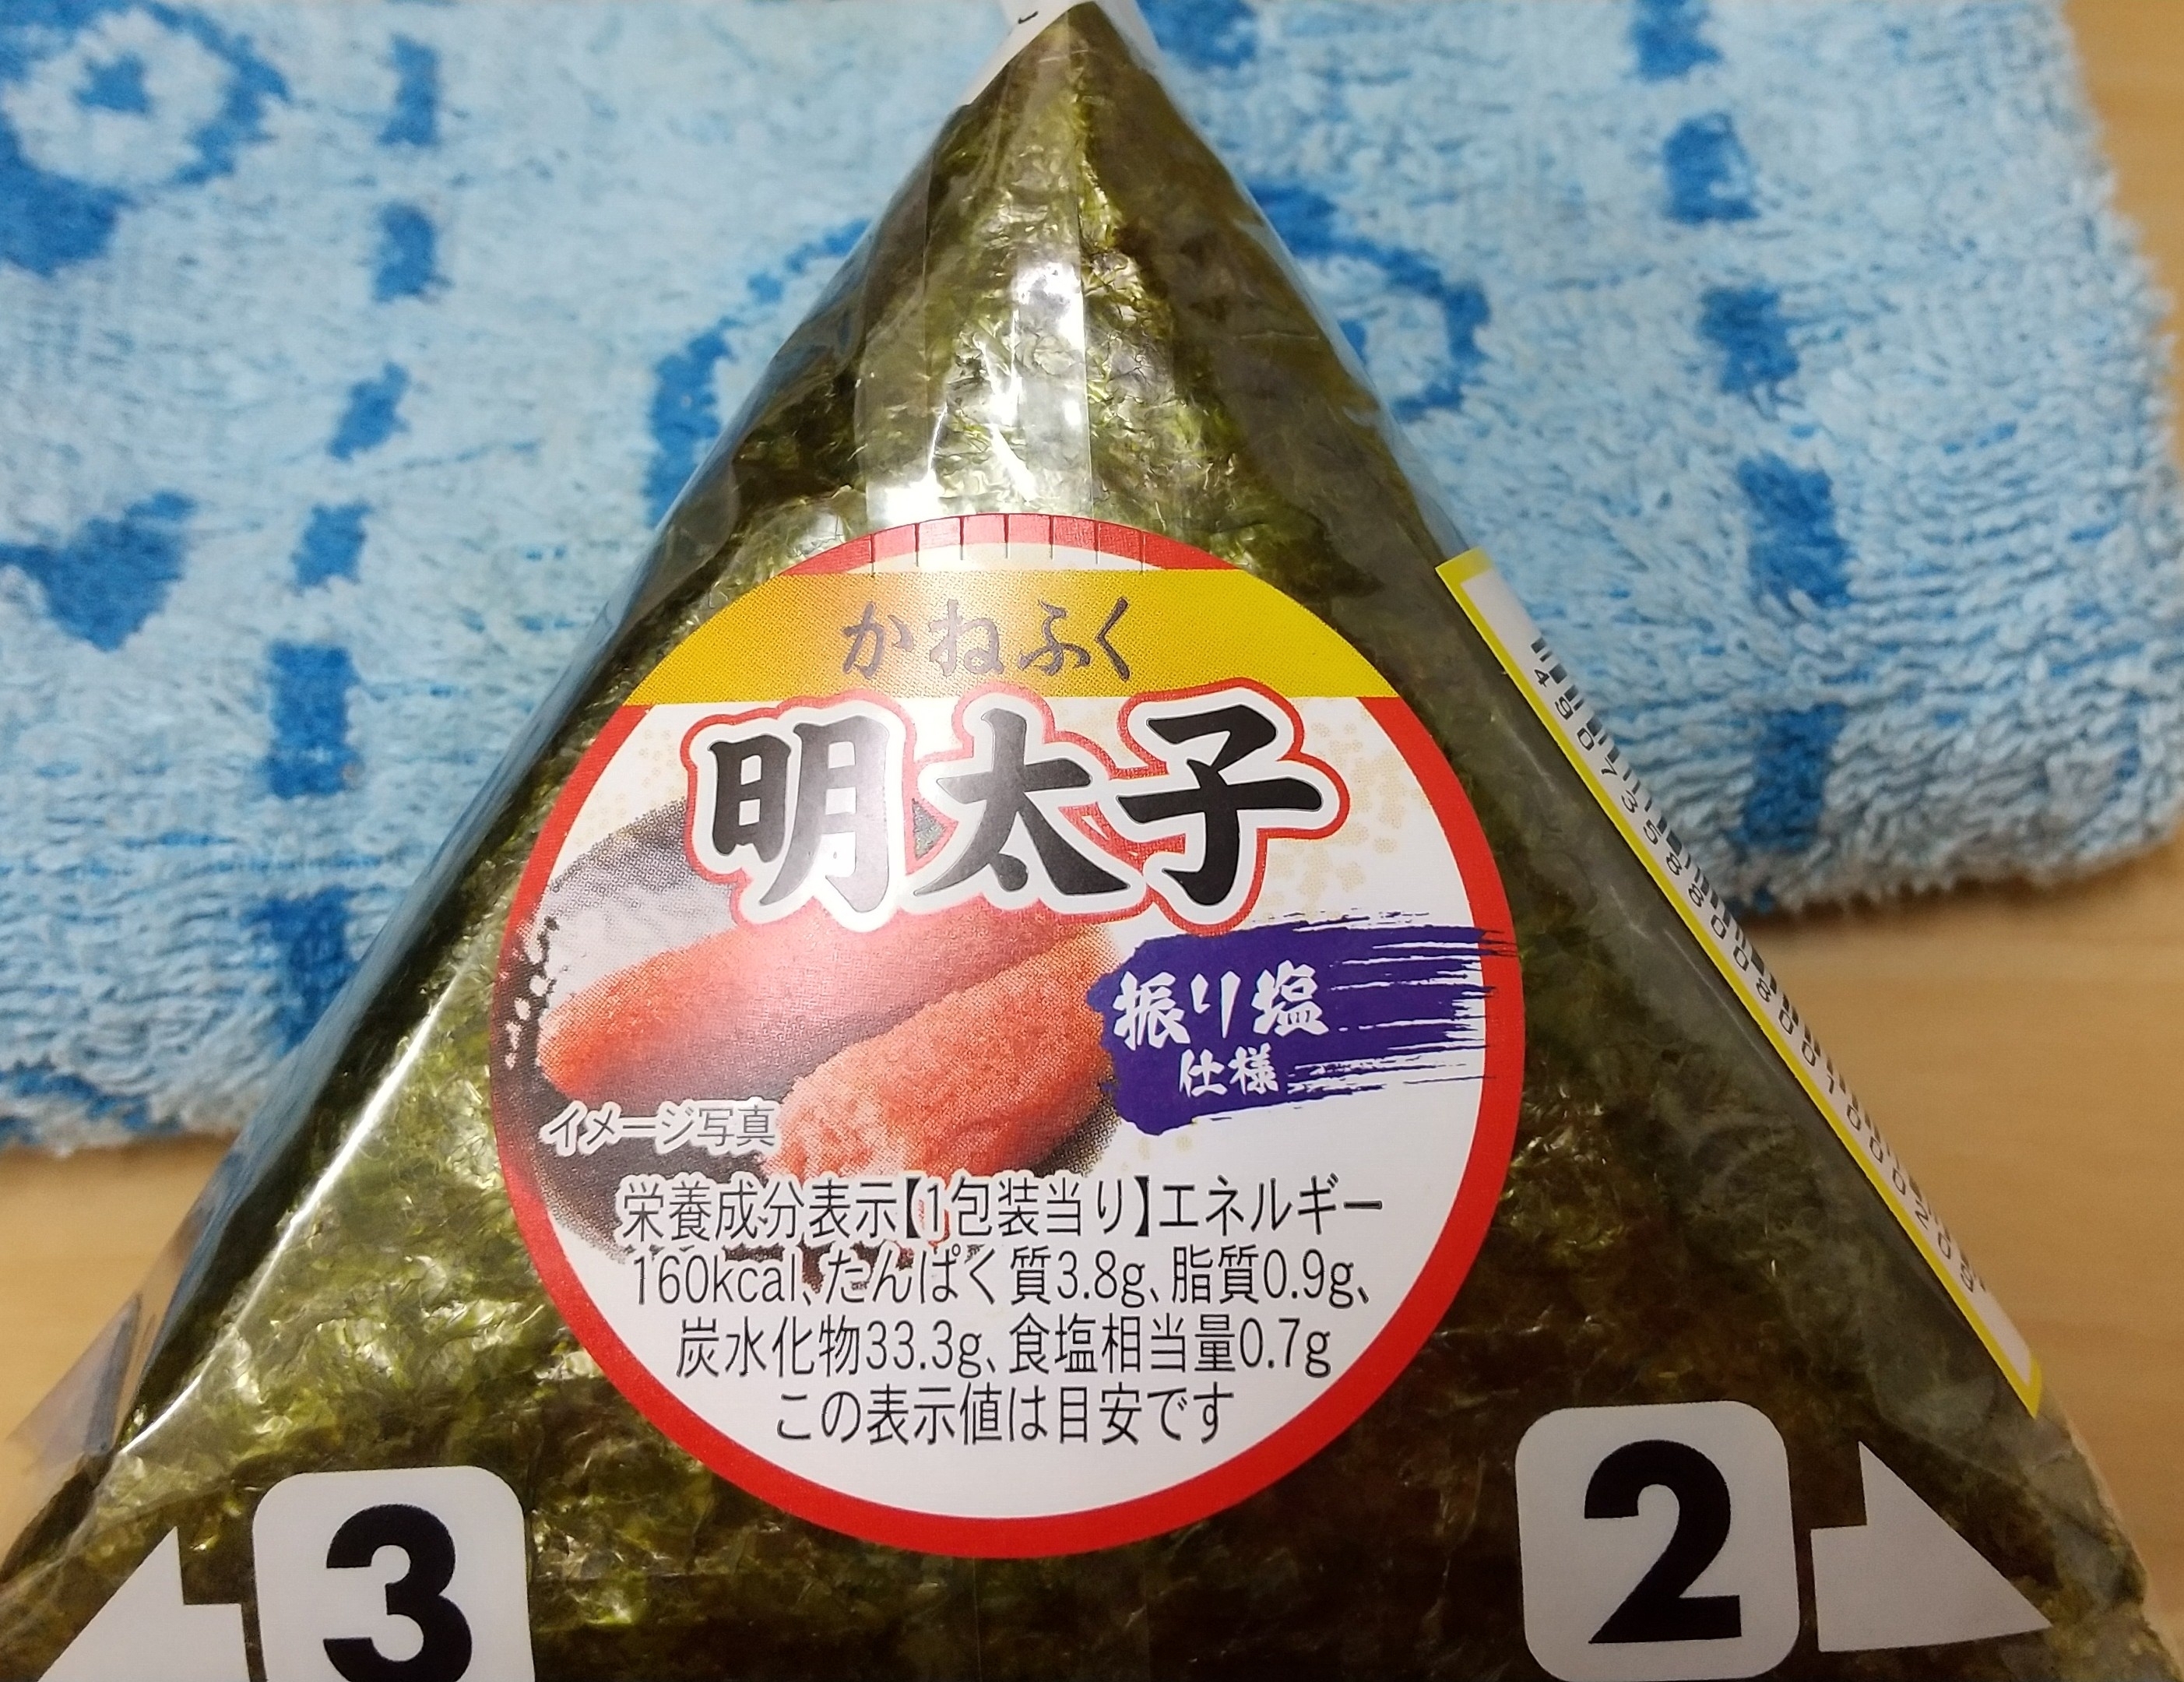 かねふく
明太子
振り塩
仕様
イメージ写真
栄養成分表示【1包装当り】エネルギー
160kcal、たんぱく質3.8g、脂質0.9g、
炭水化物33.3g、食塩相当量0.7g
この表示値は目安です
3
2